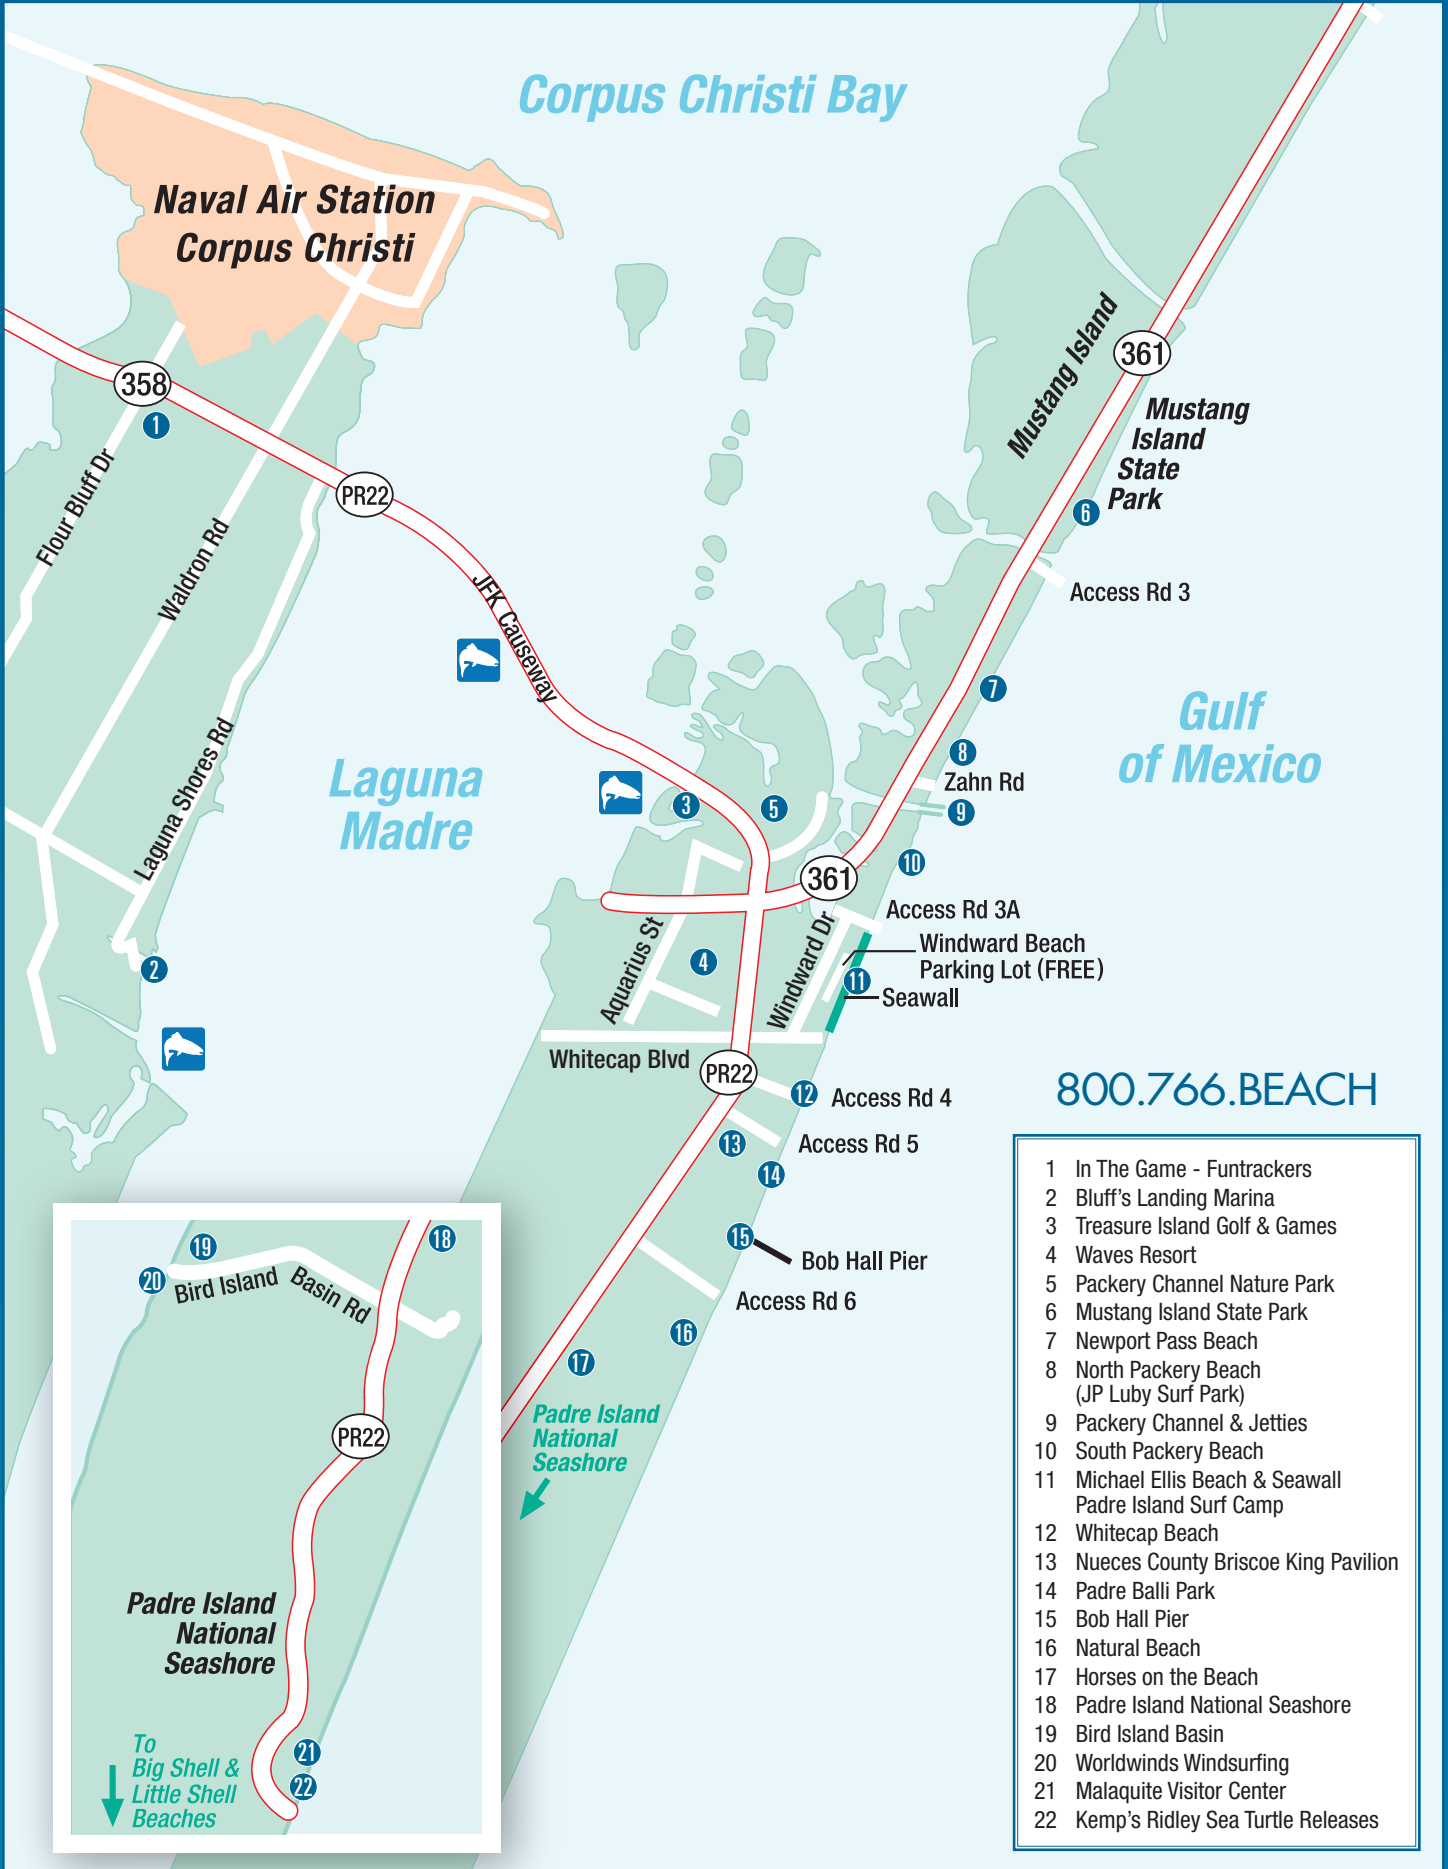 Corpus Christi Bay
Naval Air Station
Corpus Christi
358
1
PR22
Flour Bluff Dr
Waldron Rd
Laguna Shores Rd
JFK Causeway
Mustang Island
361
Mustang
Island
State
Park
6
Access Rd 3
7
Gulf
of Mexico
8
Zahn Rd
9
Laguna
Madre
3
5
10
361
Access Rd 3A
Windward Beach
Parking Lot (FREE)
11
Seawall
Aquarius St
4
Windward Dr
2
Whitecap Blvd
PR22
12
Access Rd 4
13
Access Rd 5
14
15
Bob Hall Pier
Access Rd 6
16
17
Padre Island
National
Seashore
18
19
20
Bird Island Basin Rd
PR22
Padre Island
National
Seashore
To
Big Shell &
Little Shell
Beaches
21
22
800.766.BEACH
1 In The Game - Funtrackers
2 Bluff's Landing Marina
3 Treasure Island Golf & Games
4 Waves Resort
5 Packery Channel Nature Park
6 Mustang Island State Park
7 Newport Pass Beach
8 North Packery Beach
(JP Luby Surf Park)
9 Packery Channel & Jetties
10 South Packery Beach
11 Michael Ellis Beach & Seawall
Padre Island Surf Camp
12 Whitecap Beach
13 Nueces County Briscoe King Pavilion
14 Padre Balli Park
15 Bob Hall Pier
16 Natural Beach
17 Horses on the Beach
18 Padre Island National Seashore
19 Bird Island Basin
20 Worldwinds Windsurfing
21 Malaquite Visitor Center
22 Kemp's Ridley Sea Turtle Releases